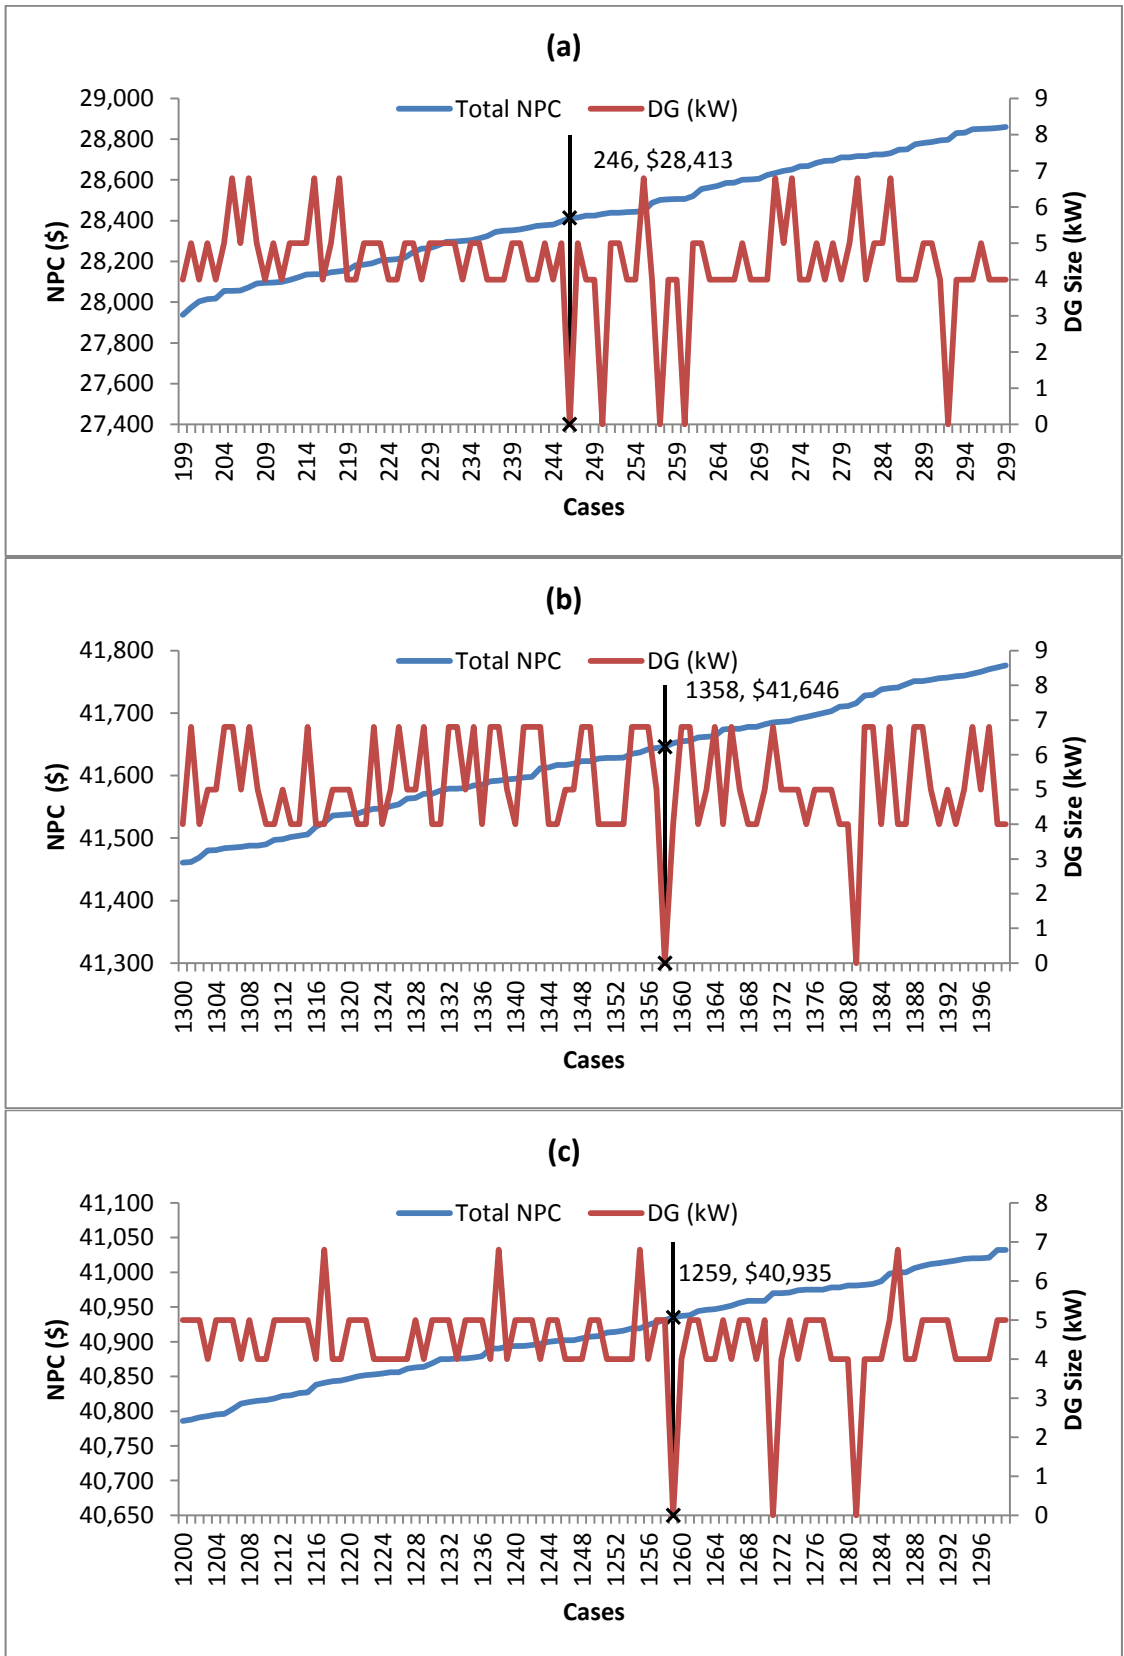 (a)
Total NPC
DG (kW)
246, $28,413
29,000
28,800
28,600
28,400
28,200
28,000
27,800
27,600
27,400
NPC ($)
9
8
7
6
5
4
3
2
1
0
DG Size (kW)
199 204 209 214 219 224 229 234 239 244 249 254 259 264 269 274 279 284 289 294 299
Cases
(b)
Total NPC
DG (kW)
1358, $41,646
41,800
41,700
41,600
41,500
41,400
41,300
NPC ($)
9
8
7
6
5
4
3
2
1
0
DG Size (kW)
1300 1304 1308 1312 1316 1320 1324 1328 1332 1336 1340 1344 1348 1352 1356 1360 1364 1368 1372 1376 1380 1384 1388 1392 1396
Cases
(c)
Total NPC
DG (kW)
1259, $40,935
41,100
41,050
41,000
40,950
40,900
40,850
40,800
40,750
40,700
40,650
NPC ($)
8
7
6
5
4
3
2
1
0
DG Size (kW)
1200 1204 1208 1212 1216 1220 1224 1228 1232 1236 1240 1244 1248 1252 1256 1260 1264 1268 1272 1276 1280 1284 1288 1292 1296
Cases